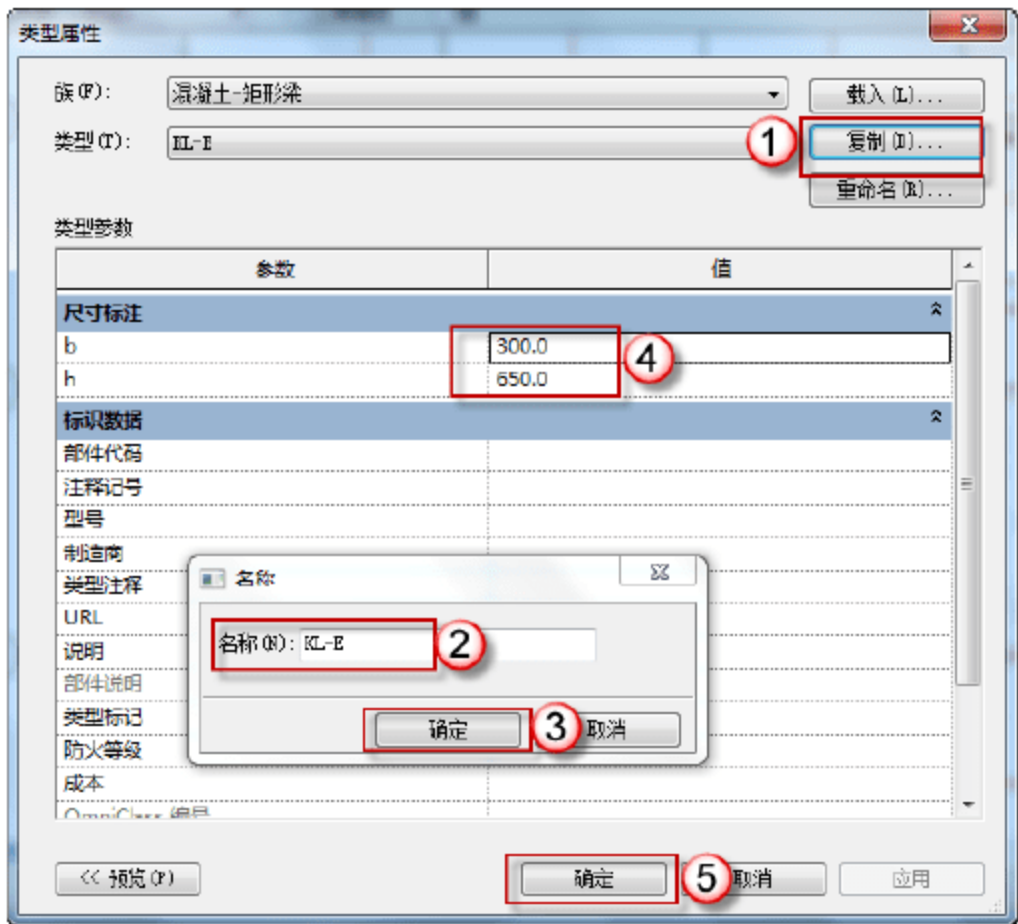 类型属性
族(F): 混凝土-矩形梁 载入(L)...
类型(T): KL-E 1 复制(D)...
重命名(R)...
类型参数
参数 值
尺寸标注
b 300.0
4
h 650.0
标识数据
部件代码
注释记号
型号
制造商
类型注释
URL
说明
部件说明
类型标记
防火等级
成本
OmniClass 编号
名称
名称(N): KL-E 2
确定 3 取消
<< 预览(P) 确定 5 取消 应用